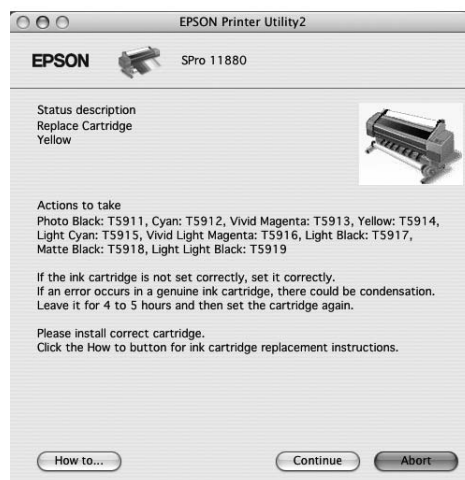 EPSON Printer Utility2
EPSON
SPro 11880
Status description
Replace Cartridge
Yellow
Actions to take
Photo Black: T5911, Cyan: T5912, Vivid Magenta: T5913, Yellow: T5914,
Light Cyan: T5915, Vivid Light Magenta: T5916, Light Black: T5917,
Matte Black: T5918, Light Light Black: T5919
If the ink cartridge is not set correctly, set it correctly.
If an error occurs in a genuine ink cartridge, there could be condensation.
Leave it for 4 to 5 hours and then set the cartridge again.
Please install correct cartridge.
Click the How to button for ink cartridge replacement instructions.
How to...
Continue
Abort